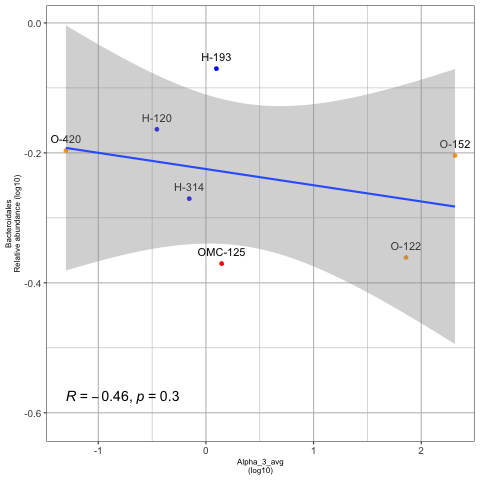 0.0
H-193
H-120
O-420
O-152
-0.2
H-314
OMC-125
O-122
-0.4
R = −0.46, p = 0.3
-0.6
-1
0
1
2
Alpha_3_avg
(log10)
Bacteroidales
Relative abundance (log10)